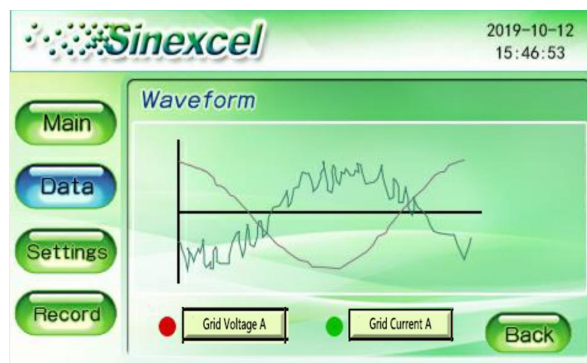 Sinexcel
2019-10-12
15:46:53
Waveform
Main
Data
Settings
Record
Grid Voltage A
Grid Current A
Back